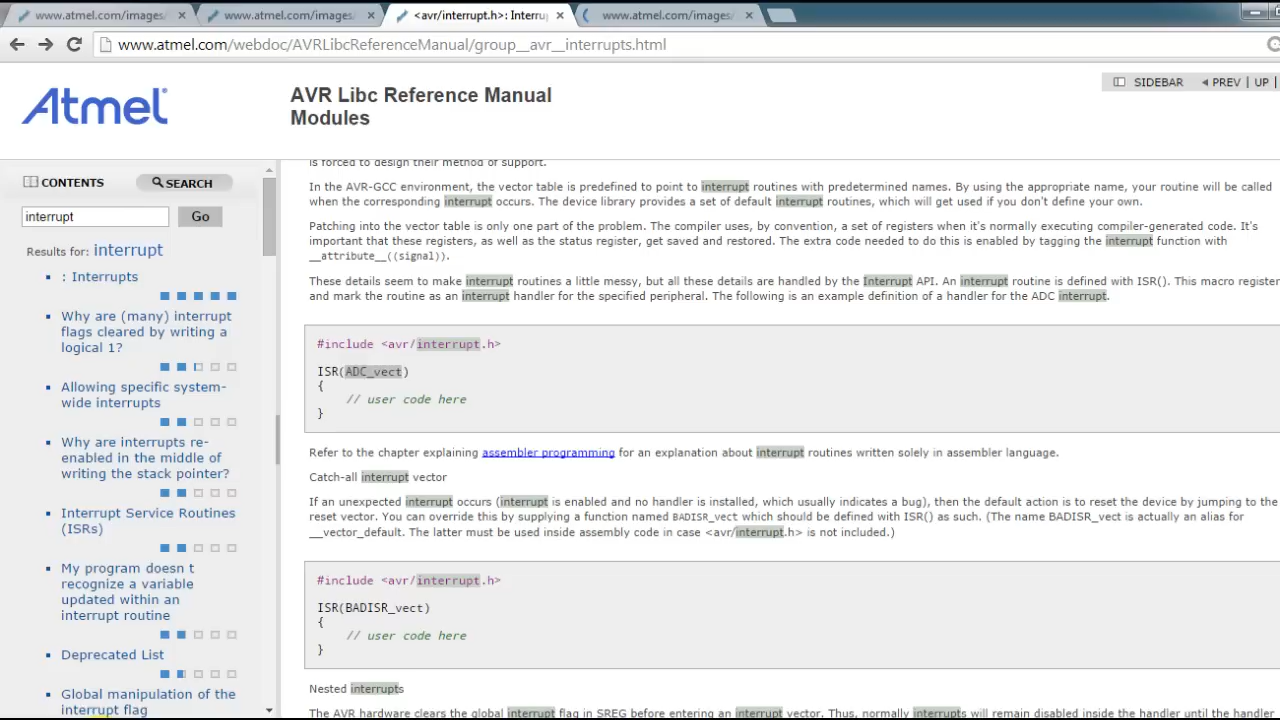 www.atmel.com/images/
www.atmel.com/images/
<avr/interrupt.h>: Interru
www.atmel.com/images/
www.atmel.com/webdoc/AVRLibcReferenceManual/group__avr__interrupts.html
Atmel
AVR Libc Reference Manual
Modules
SIDEBAR
PREV | UP |
CONTENTS
SEARCH
interrupt
Go
Results for: interrupt
: Interrupts
Why are (many) interrupt
flags cleared by writing a
logical 1?
Allowing specific system-
wide interrupts
Why are interrupts re-
enabled in the middle of
writing the stack pointer?
Interrupt Service Routines
(ISRs)
My program doesn t
recognize a variable
updated within an
interrupt routine
Deprecated List
Global manipulation of the
interrupt flag
is forced to design their method of support.
In the AVR-GCC environment, the vector table is predefined to point to interrupt routines with predetermined names. By using the appropriate name, your routine will be called
when the corresponding interrupt occurs. The device library provides a set of default interrupt routines, which will get used if you don't define your own.
Patching into the vector table is only one part of the problem. The compiler uses, by convention, a set of registers when it's normally executing compiler-generated code. It's
important that these registers, as well as the status register, get saved and restored. The extra code needed to do this is enabled by tagging the interrupt function with
__attribute__((signal)).
These details seem to make interrupt routines a little messy, but all these details are handled by the Interrupt API. An interrupt routine is defined with ISR(). This macro register
and mark the routine as an interrupt handler for the specified peripheral. The following is an example definition of a handler for the ADC interrupt.
#include <avr/interrupt.h>
ISR(ADC_vect)
{
// user code here
}
Refer to the chapter explaining assembler programming for an explanation about interrupt routines written solely in assembler language.
Catch-all interrupt vector
If an unexpected interrupt occurs (interrupt is enabled and no handler is installed, which usually indicates a bug), then the default action is to reset the device by jumping to the
reset vector. You can override this by supplying a function named BADISR_vect which should be defined with ISR() as such. (The name BADISR_vect is actually an alias for
__vector_default. The latter must be used inside assembly code in case <avr/interrupt.h> is not included.)
#include <avr/interrupt.h>
ISR(BADISR_vect)
{
// user code here
}
Nested interrupts
The AVR hardware clears the global interrupt flag in SREG before entering an interrupt vector. Thus, normally interrupts will remain disabled inside the handler until the handler